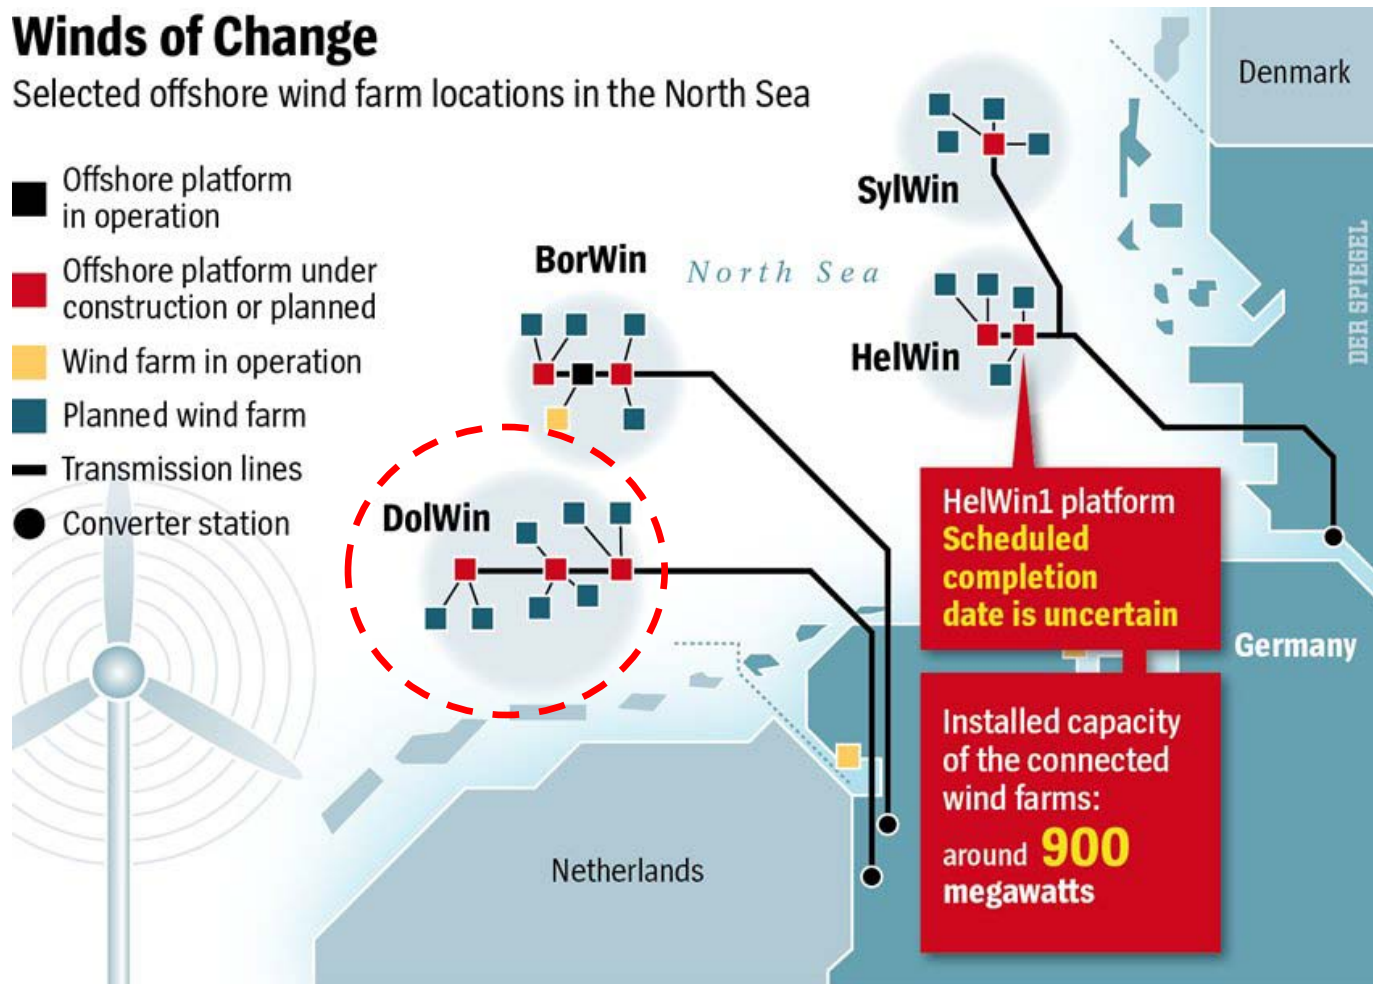 Winds of Change
Selected offshore wind farm locations in the North Sea
Offshore platform
in operation
Offshore platform under
construction or planned
Wind farm in operation
Planned wind farm
Transmission lines
Converter station
Denmark
SylWin
BorWin
North Sea
HelWin
DER SPIEGEL
DolWin
HelWin1 platform
Scheduled
completion
date is uncertain
Germany
Installed capacity
of the connected
wind farms:
around 900
megawatts
Netherlands